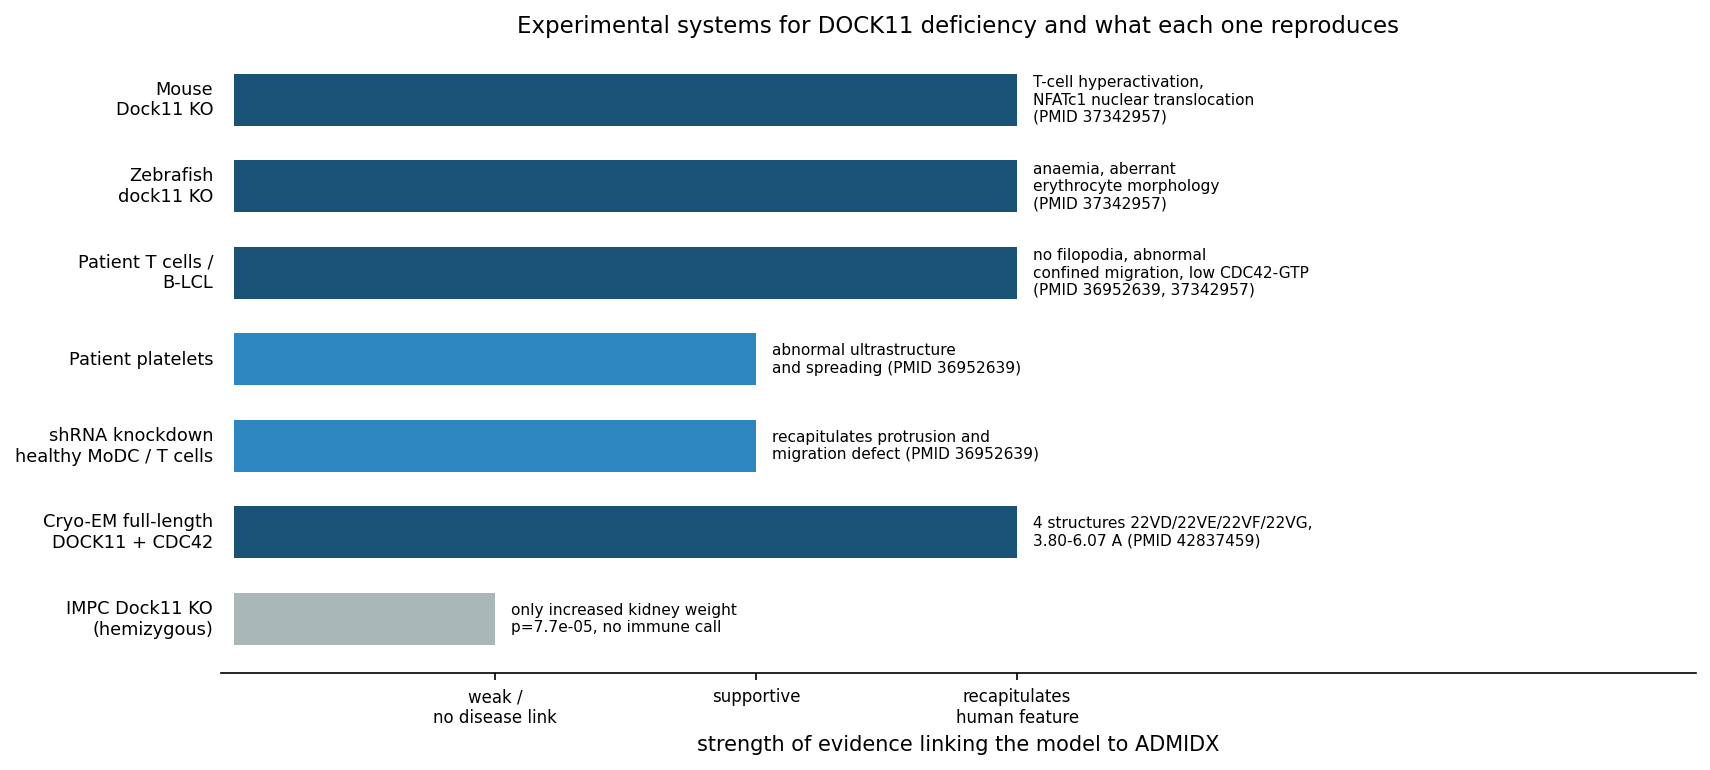 Experimental systems for DOCK11 deficiency and what each one reproduces
Mouse
Dock11 KO
T-cell hyperactivation,
NFATc1 nuclear translocation
(PMID 37342957)
Zebrafish
dock11 KO
anaemia, aberrant
erythrocyte morphology
(PMID 37342957)
Patient T cells /
B-LCL
no filopodia, abnormal
confined migration, low CDC42-GTP
(PMID 36952639, 37342957)
Patient platelets
abnormal ultrastructure
and spreading (PMID 36952639)
shRNA knockdown
healthy MoDC / T cells
recapitulates protrusion and
migration defect (PMID 36952639)
Cryo-EM full-length
DOCK11 + CDC42
4 structures 22VD/22VE/22VF/22VG,
3.80-6.07 A (PMID 42837459)
IMPC Dock11 KO
(hemizygous)
only increased kidney weight
p=7.7e-05, no immune call
weak /
no disease link
supportive
recapitulates
human feature
strength of evidence linking the model to ADMIDX